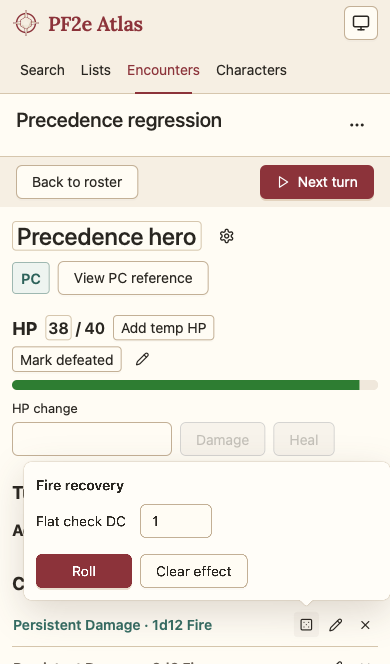 PF2e Atlas
Search Lists Encounters Characters
Precedence regression
...
Back to roster Next turn
Precedence hero
PC View PC reference
HP 38 / 40 Add temp HP
Mark defeated
HP change
Damage Heal
Fire recovery
Flat check DC 1
Roll Clear effect
Persistent Damage · 1d12 Fire